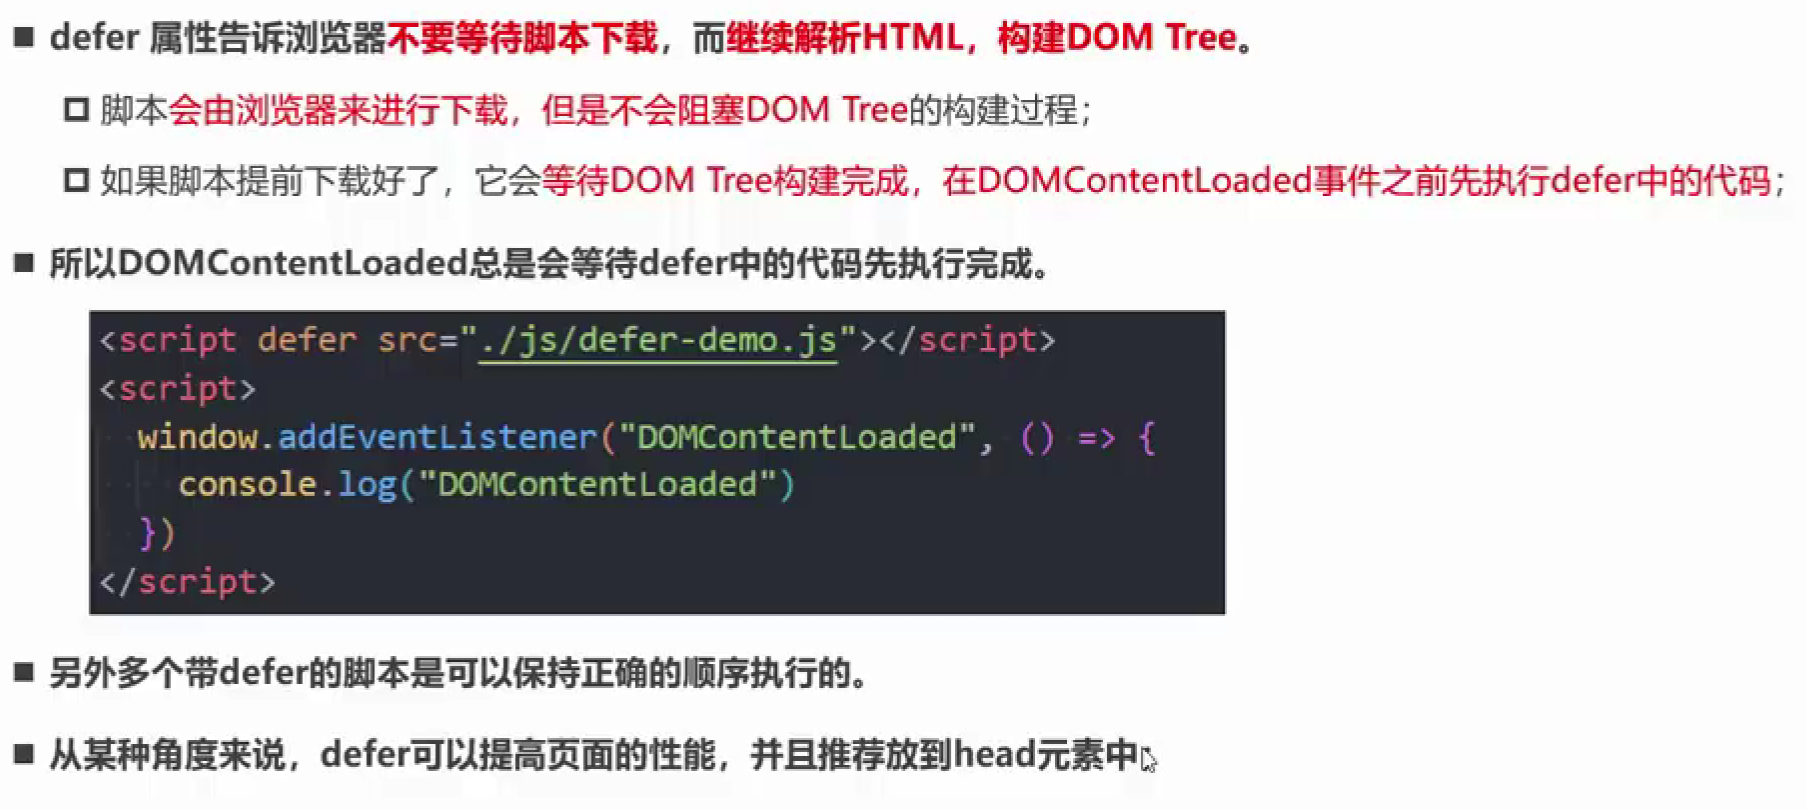 defer 属性告诉浏览器不要等待脚本下载，而继续解析HTML，构建DOM Tree。
脚本会由浏览器来进行下载，但是不会阻塞DOM Tree的构建过程；
如果脚本提前下载好了，它会等待DOM Tree构建完成，在DOMContentLoaded事件之前先执行defer中的代码；
所以DOMContentLoaded总是会等待defer中的代码先执行完成。
<script defer src="./js/defer-demo.js"></script>
<script>
window.addEventListener("DOMContentLoaded", () => {
console.log("DOMContentLoaded")
})
</script>
另外多个带defer的脚本是可以保持正确的顺序执行的。
从某种角度来说，defer可以提高页面的性能，并且推荐放到head元素中